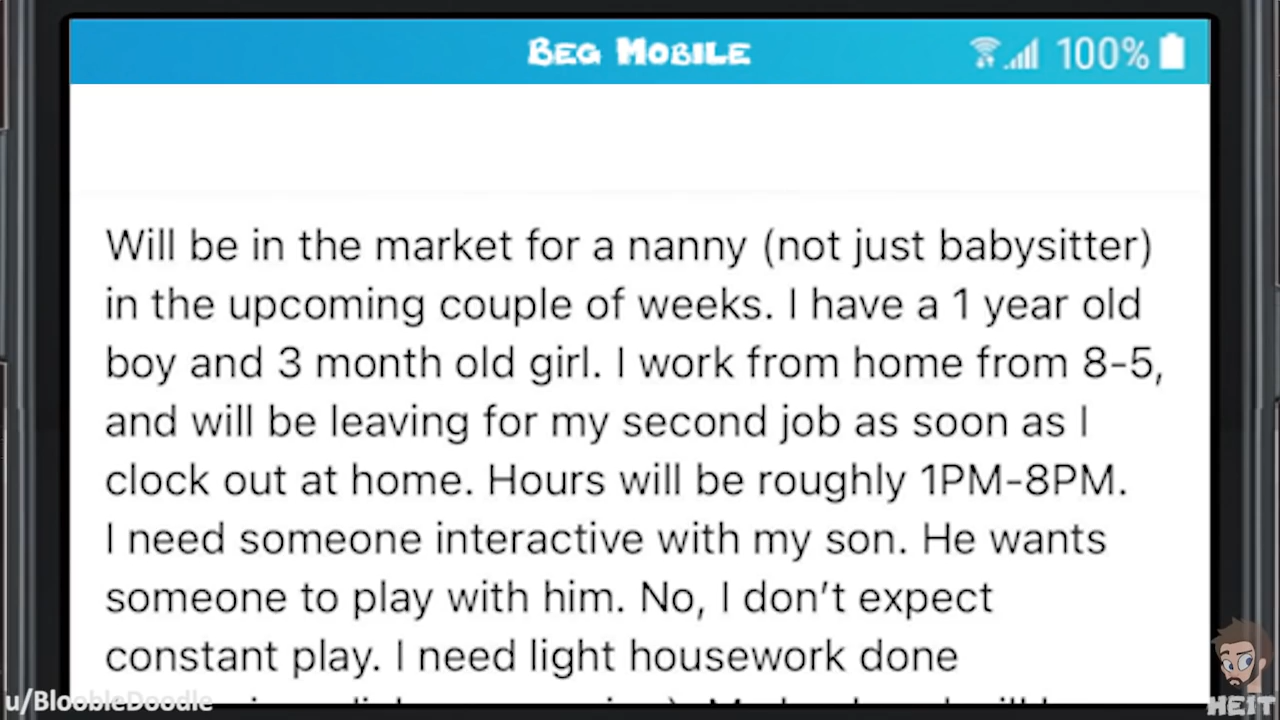 BEG MOBILE
100%
Will be in the market for a nanny (not just babysitter)
in the upcoming couple of weeks. I have a 1 year old
boy and 3 month old girl. I work from home from 8-5,
and will be leaving for my second job as soon as I
clock out at home. Hours will be roughly 1PM-8PM.
I need someone interactive with my son. He wants
someone to play with him. No, I don’t expect
constant play. I need light housework done
u/BloobleDoodle
HEIT